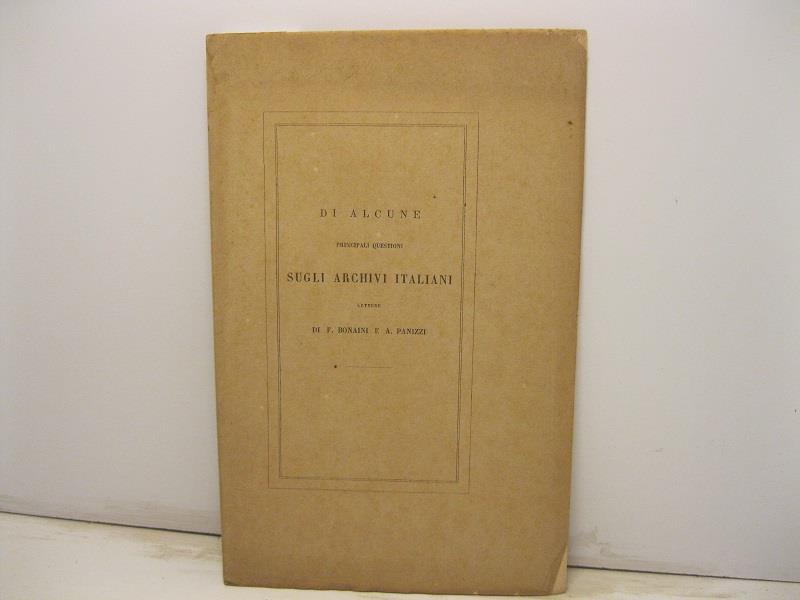 DI ALCUNE
PRINCIPALI QUESTIONI
SUGLI ARCHIVI ITALIANI
LETTERE
DI F. BONAINI E A. PANIZZI